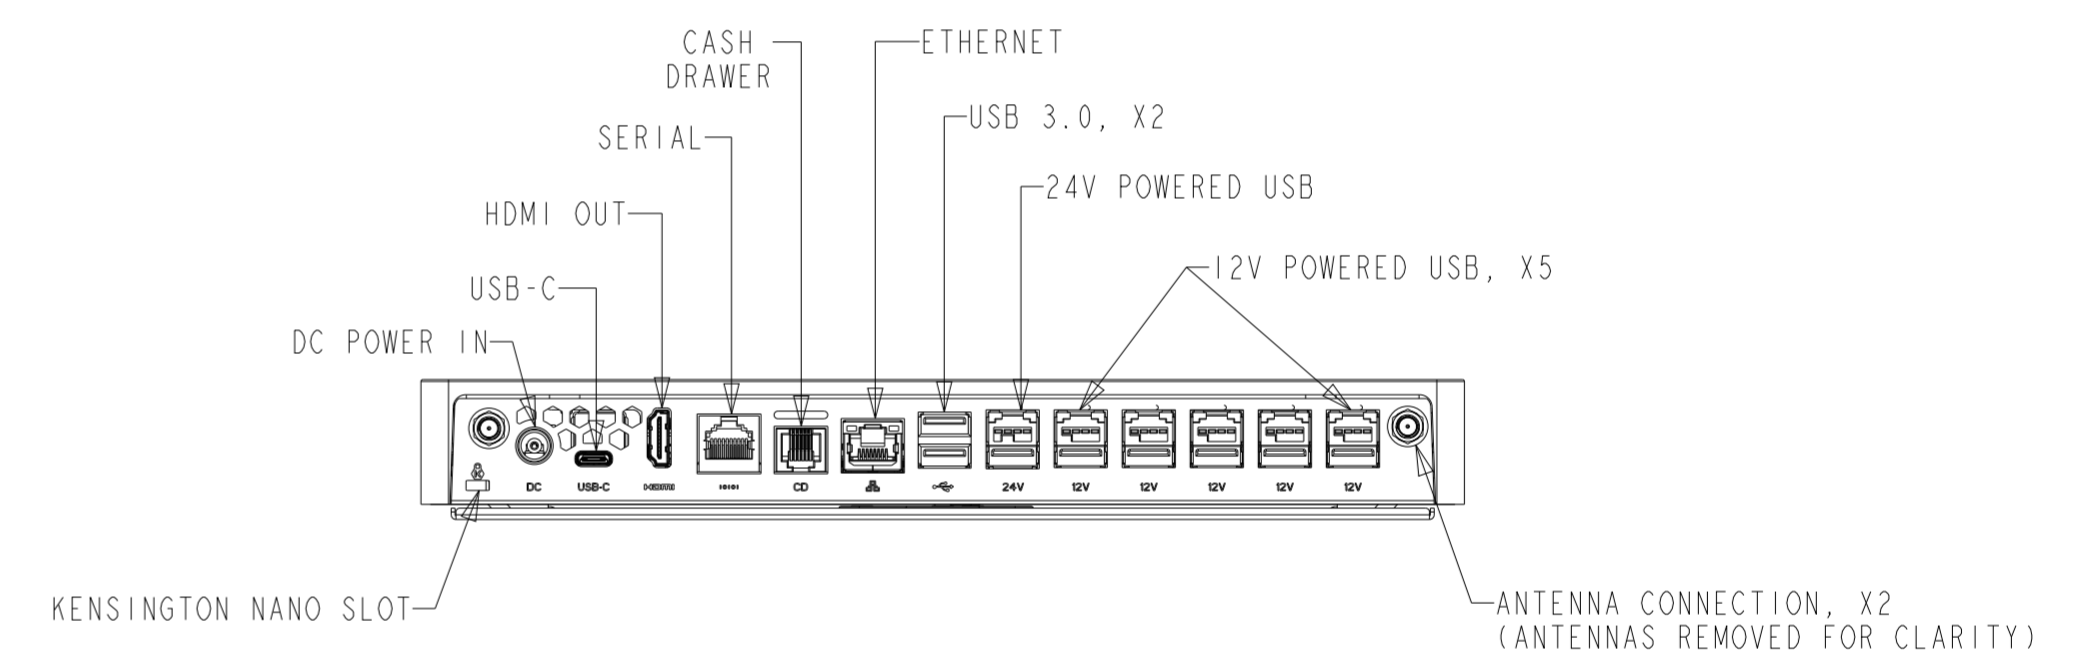 CASH
DRAWER
ETHERNET
USB 3.0, X2
SERIAL
24V POWERED USB
HDMI OUT
12V POWERED USB, X5
USB-C
DC POWER IN
DC
USB-C
HDMI
IOIOI
CD
24V
12V
12V
12V
12V
12V
KENSINGTON NANO SLOT
ANTENNA CONNECTION, X2
(ANTENNAS REMOVED FOR CLARITY)